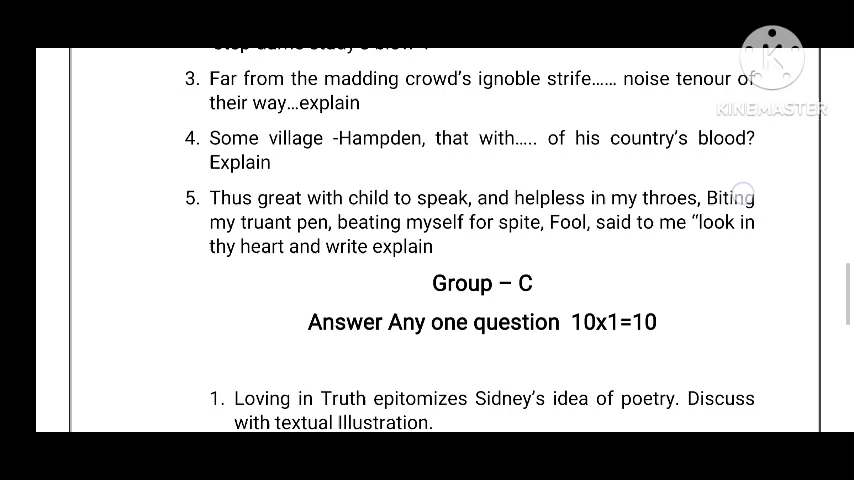 3. Far from the madding crowd's ignoble strife...... noise tenour of
their way...explain
4. Some village -Hampden, that with..... of his country's blood?
Explain
5. Thus great with child to speak, and helpless in my throes, Biting
my truant pen, beating myself for spite, Fool, said to me “look in
thy heart and write explain
Group – C
Answer Any one question 10x1=10
1. Loving in Truth epitomizes Sidney's idea of poetry. Discuss
with textual Illustration.
KINEMASTER